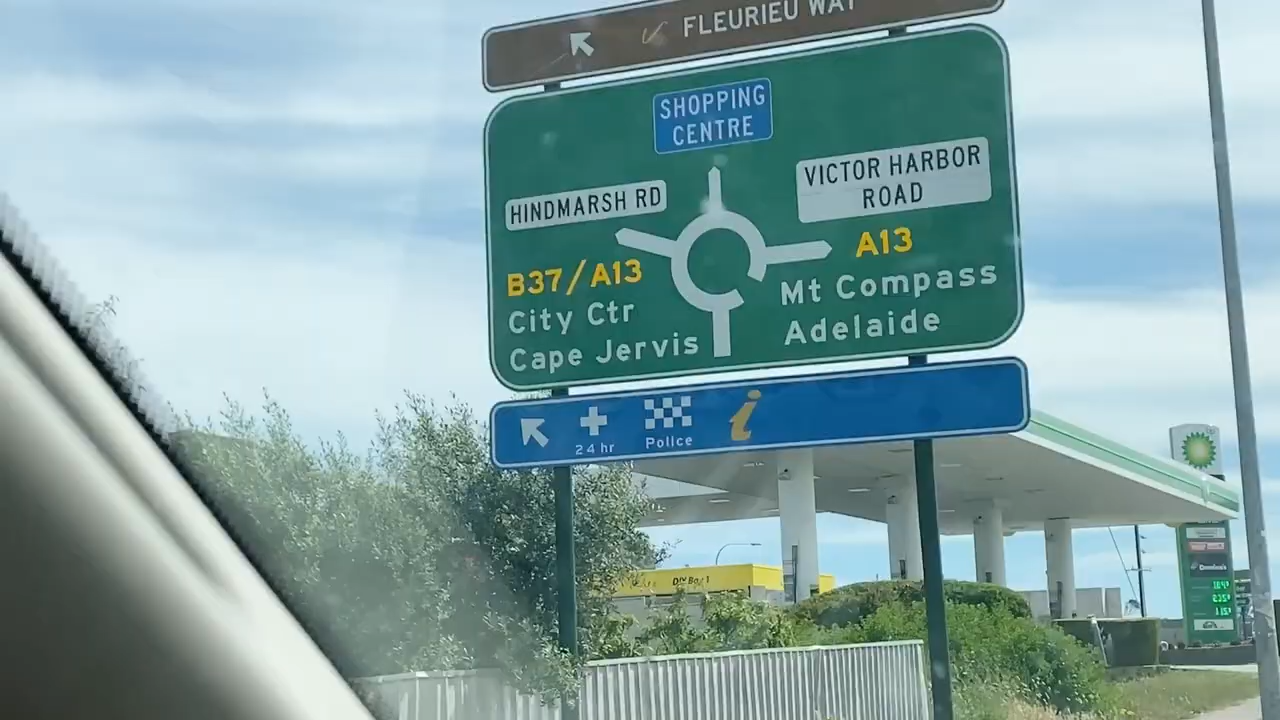 FLEURIEU WAY
SHOPPING
CENTRE
HINDMARSH RD
VICTOR HARBOR
ROAD
B37/A13
City Ctr
Cape Jervis
A13
Mt Compass
Adelaide
24 hr
Police
i
bp